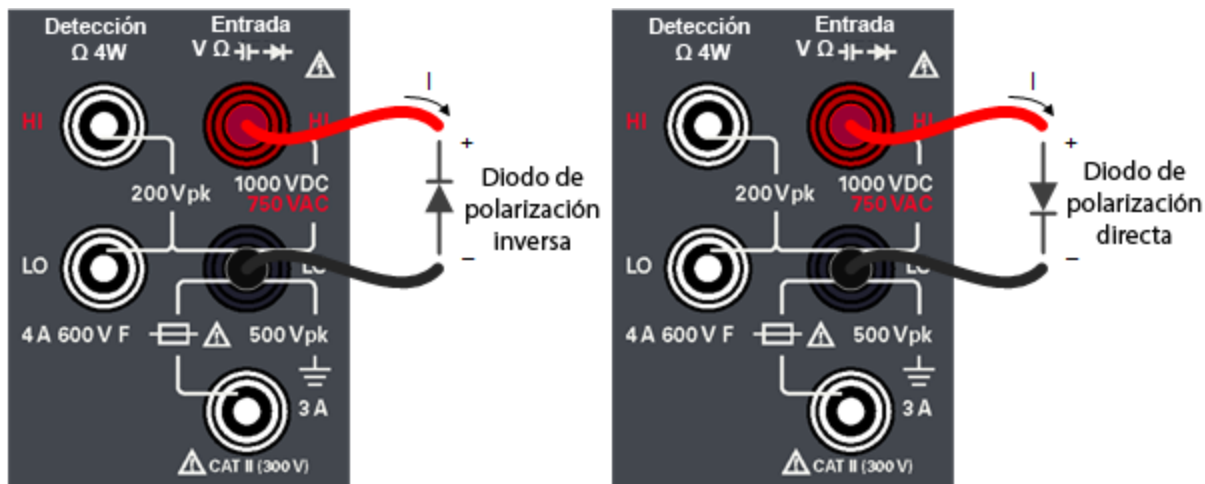 Detección
Ω 4W
Entrada
V Ω
HI
HI
I
+
200 Vpk
1000 VDC
750 VAC
Diodo de
polarización
inversa
LO
LO
−
4 A 600 V F
500 Vpk
3 A
CAT II (300 V)
Detección
Ω 4W
Entrada
V Ω
HI
HI
I
+
200 Vpk
1000 VDC
750 VAC
Diodo de
polarización
directa
LO
LO
−
4 A 600 V F
500 Vpk
3 A
CAT II (300 V)